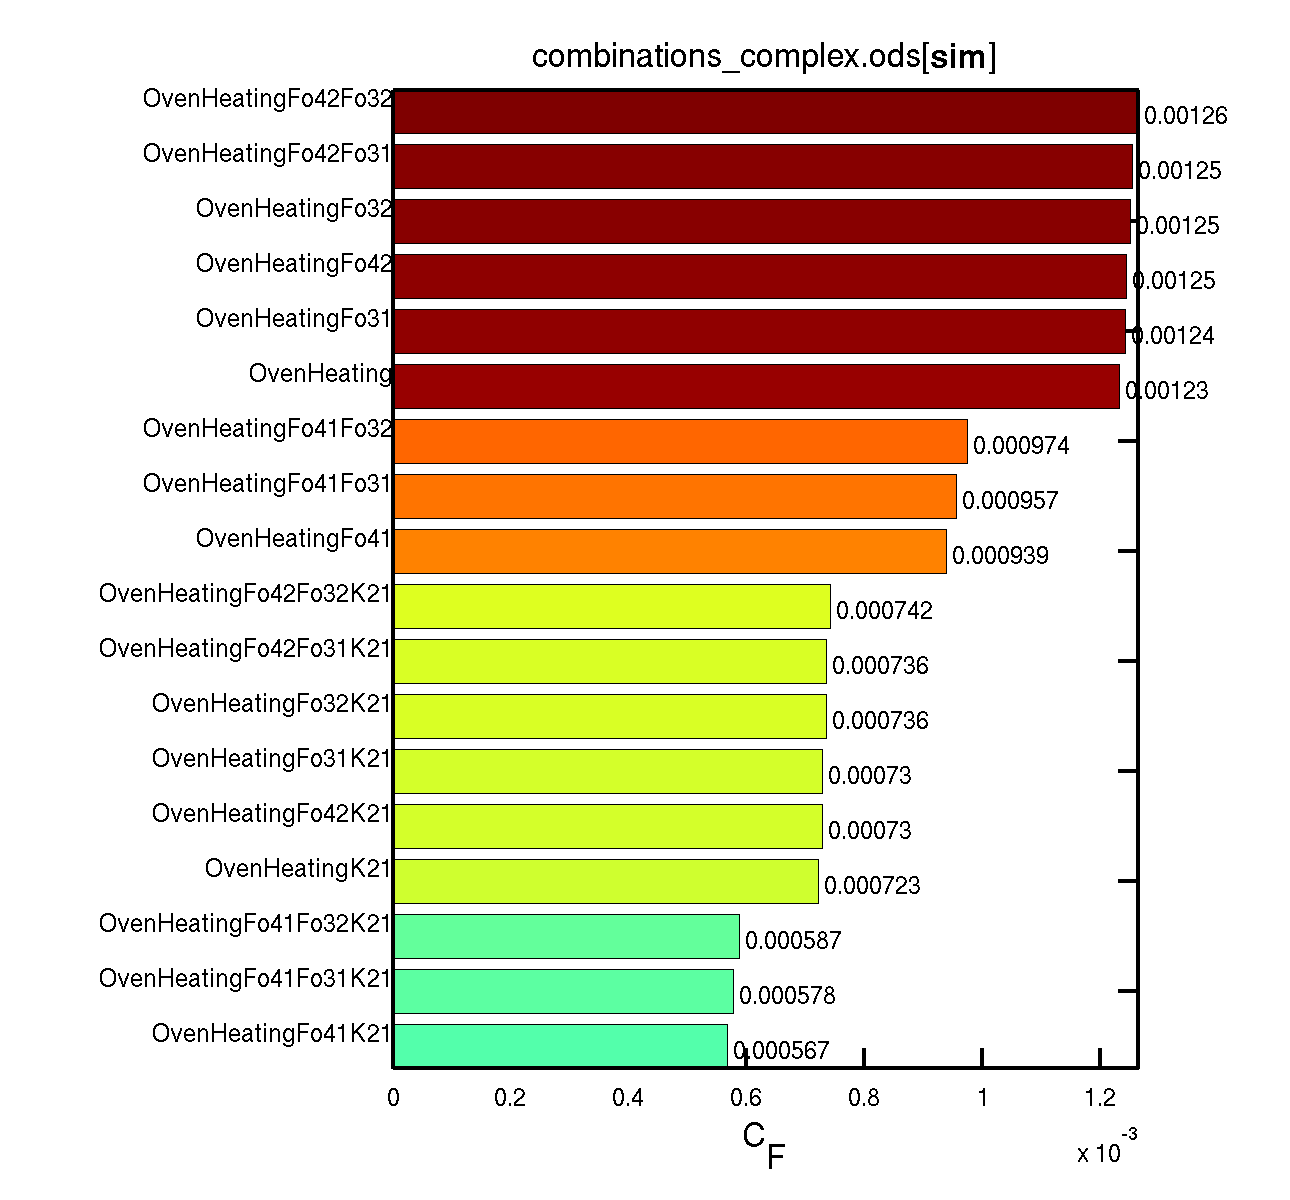 combinations_complex.ods[sim]
OvenHeatingFo42Fo32 0.00126
OvenHeatingFo42Fo31 0.00125
OvenHeatingFo32 0.00125
OvenHeatingFo42 0.00125
OvenHeatingFo31 0.00124
OvenHeating 0.00123
OvenHeatingFo41Fo32 0.000974
OvenHeatingFo41Fo31 0.000957
OvenHeatingFo41 0.000939
OvenHeatingFo42Fo32K21 0.000742
OvenHeatingFo42Fo31K21 0.000736
OvenHeatingFo32K21 0.000736
OvenHeatingFo31K21 0.00073
OvenHeatingFo42K21 0.00073
OvenHeatingK21 0.000723
OvenHeatingFo41Fo32K21 0.000587
OvenHeatingFo41Fo31K21 0.000578
OvenHeatingFo41K21 0.000567
0 0.2 0.4 0.6 0.8 1 1.2
C_F
x 10^-3